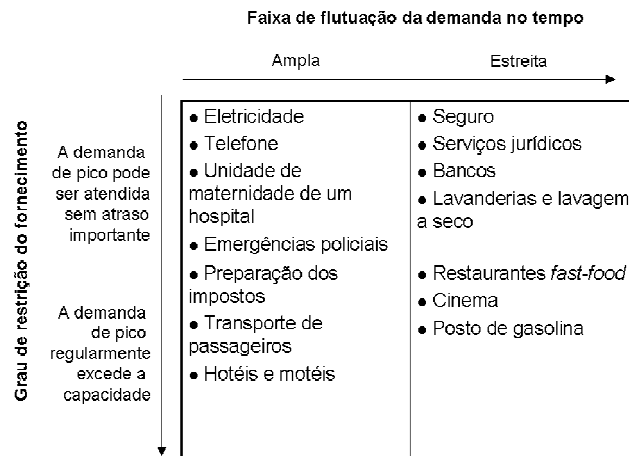 Faixa de flutuação da demanda no tempo
Ampla
Estreita
Grau de restrição do fornecimento
A demanda
de pico pode
ser atendida
sem atraso
importante
A demanda
de pico
regularmente
excede a
capacidade
● Eletricidade
● Telefone
● Unidade de
maternidade de um
hospital
● Emergências policiais
● Preparação dos
impostos
● Transporte de
passageiros
● Hotéis e motéis
● Seguro
● Serviços jurídicos
● Bancos
● Lavanderias e lavagem
a seco
● Restaurantes fast-food
● Cinema
● Posto de gasolina